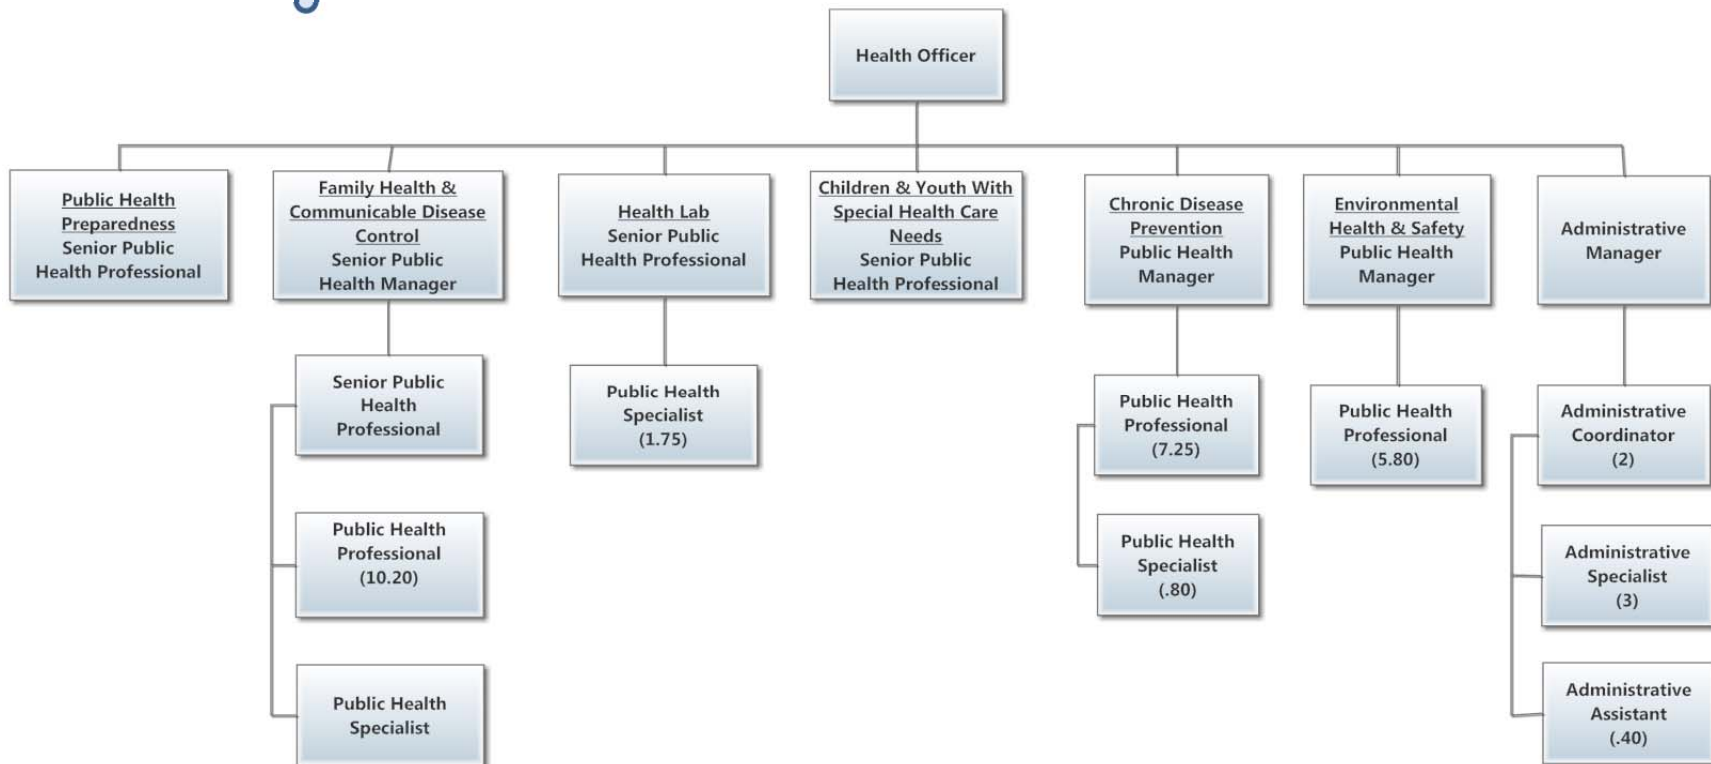 Health Officer
Public Health
Preparedness
Senior Public
Health Professional
Family Health &
Communicable Disease
Control
Senior Public
Health Manager
Health Lab
Senior Public
Health Professional
Children & Youth With
Special Health Care
Needs
Senior Public
Health Professional
Chronic Disease
Prevention
Public Health
Manager
Environmental
Health & Safety
Public Health
Manager
Administrative
Manager
Senior Public
Health
Professional
Public Health
Professional
(10.20)
Public Health
Specialist
Public Health
Specialist
(1.75)
Public Health
Professional
(7.25)
Public Health
Specialist
(.80)
Public Health
Professional
(5.80)
Administrative
Coordinator
(2)
Administrative
Specialist
(3)
Administrative
Assistant
(.40)